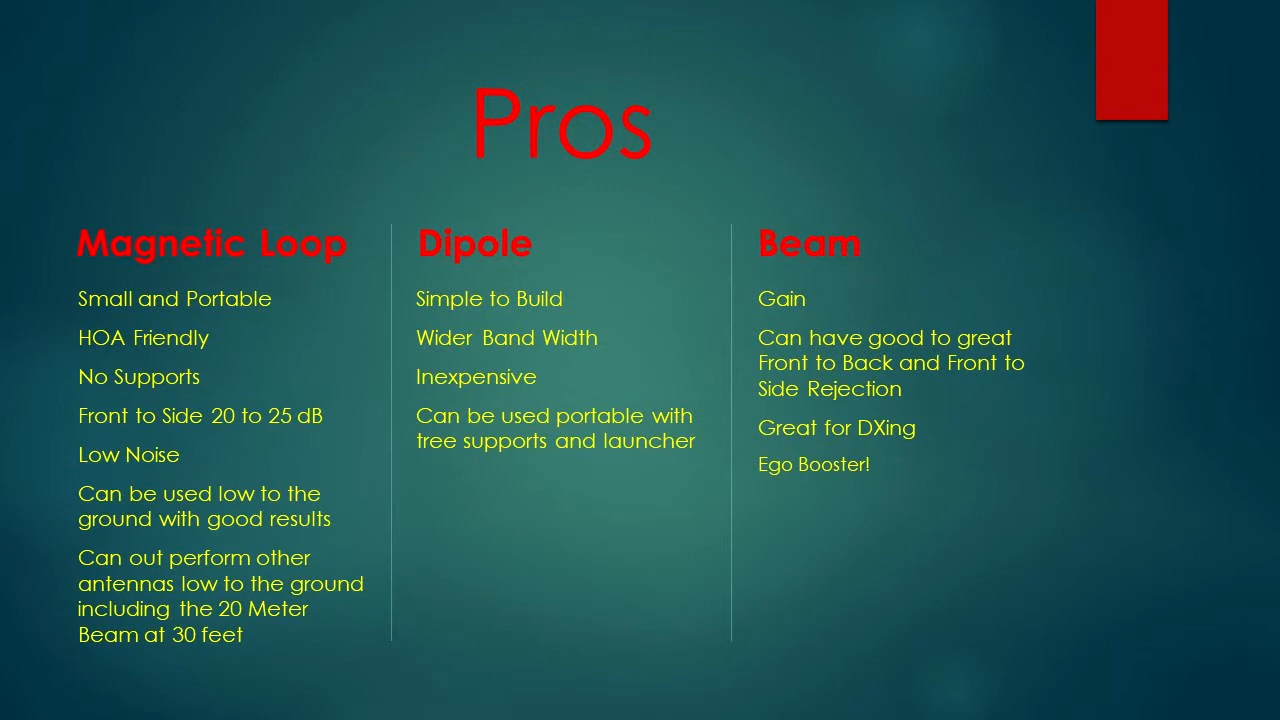 Pros
Magnetic Loop
Small and Portable
HOA Friendly
No Supports
Front to Side 20 to 25 dB
Low Noise
Can be used low to the
ground with good results
Can out perform other
antennas low to the ground
including the 20 Meter
Beam at 30 feet
Dipole
Simple to Build
Wider Band Width
Inexpensive
Can be used portable with
tree supports and launcher
Beam
Gain
Can have good to great
Front to Back and Front to
Side Rejection
Great for DXing
Ego Booster!